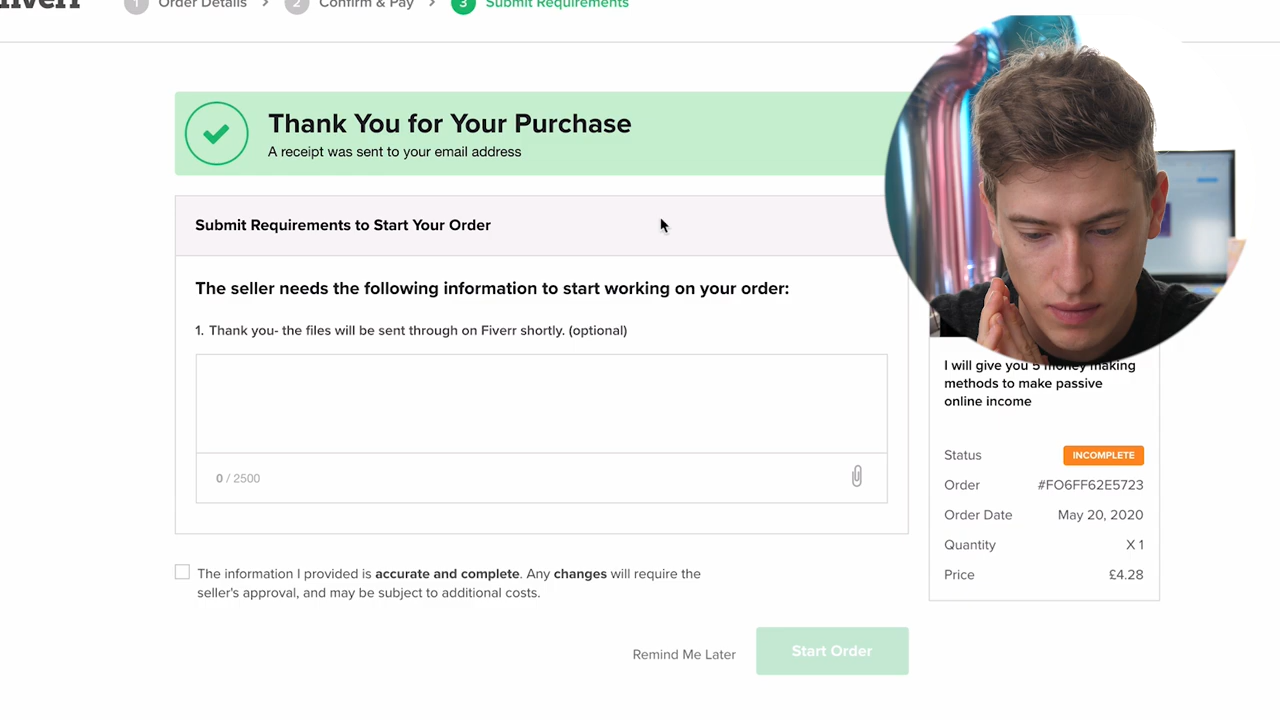 1 Order Details > 2 Confirm & Pay > 3 Submit Requirements
Thank You for Your Purchase
A receipt was sent to your email address
Submit Requirements to Start Your Order
The seller needs the following information to start working on your order:
1. Thank you- the files will be sent through on Fiverr shortly. (optional)
0 / 2500
The information I provided is accurate and complete. Any changes will require the
seller's approval, and may be subject to additional costs.
Remind Me Later
Start Order
I will give you 5 money making
methods to make passive
online income
Status INCOMPLETE
Order #FO6FF62E5723
Order Date May 20, 2020
Quantity X 1
Price £4.28